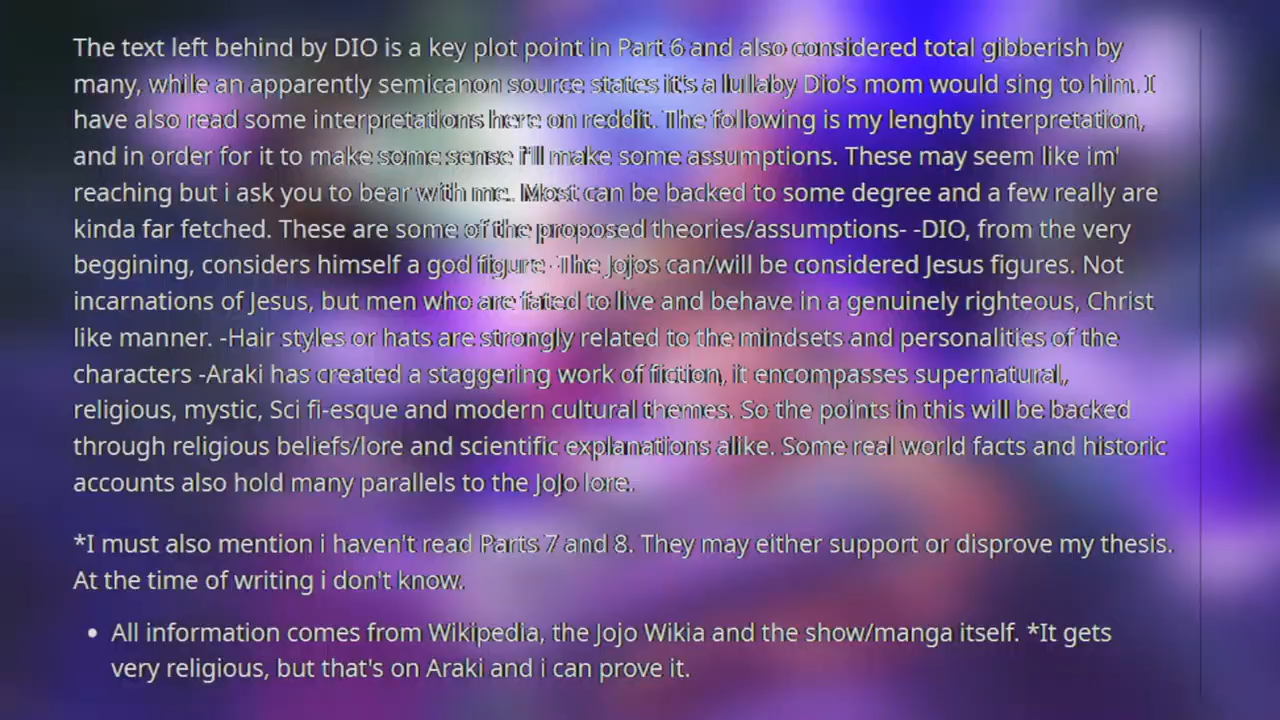 The text left behind by DIO is a key plot point in Part 6 and also considered total gibberish by
many, while an apparently semicanon source states it's a lullaby Dio's mom would sing to him. I
have also read some interpretations here on reddit. The following is my lenghty interpretation,
and in order for it to make some sense i'll make some assumptions. These may seem like im'
reaching but i ask you to bear with me. Most can be backed to some degree and a few really are
kinda far fetched. These are some of the proposed theories/assumptions- -DIO, from the very
beggining, considers himself a god figure -The Jojos can/will be considered Jesus figures. Not
incarnations of Jesus, but men who are fated to live and behave in a genuinely righteous, Christ
like manner. -Hair styles or hats are strongly related to the mindsets and personalities of the
characters -Araki has created a staggering work of fiction, it encompasses supernatural,
religious, mystic, Sci fi-esque and modern cultural themes. So the points in this will be backed
through religious beliefs/lore and scientific explanations alike. Some real world facts and historic
accounts also hold many parallels to the JoJo lore.
*I must also mention i haven't read Parts 7 and 8. They may either support or disprove my thesis.
At the time of writing i don't know.
• All information comes from Wikipedia, the Jojo Wikia and the show/manga itself. *It gets
very religious, but that's on Araki and i can prove it.